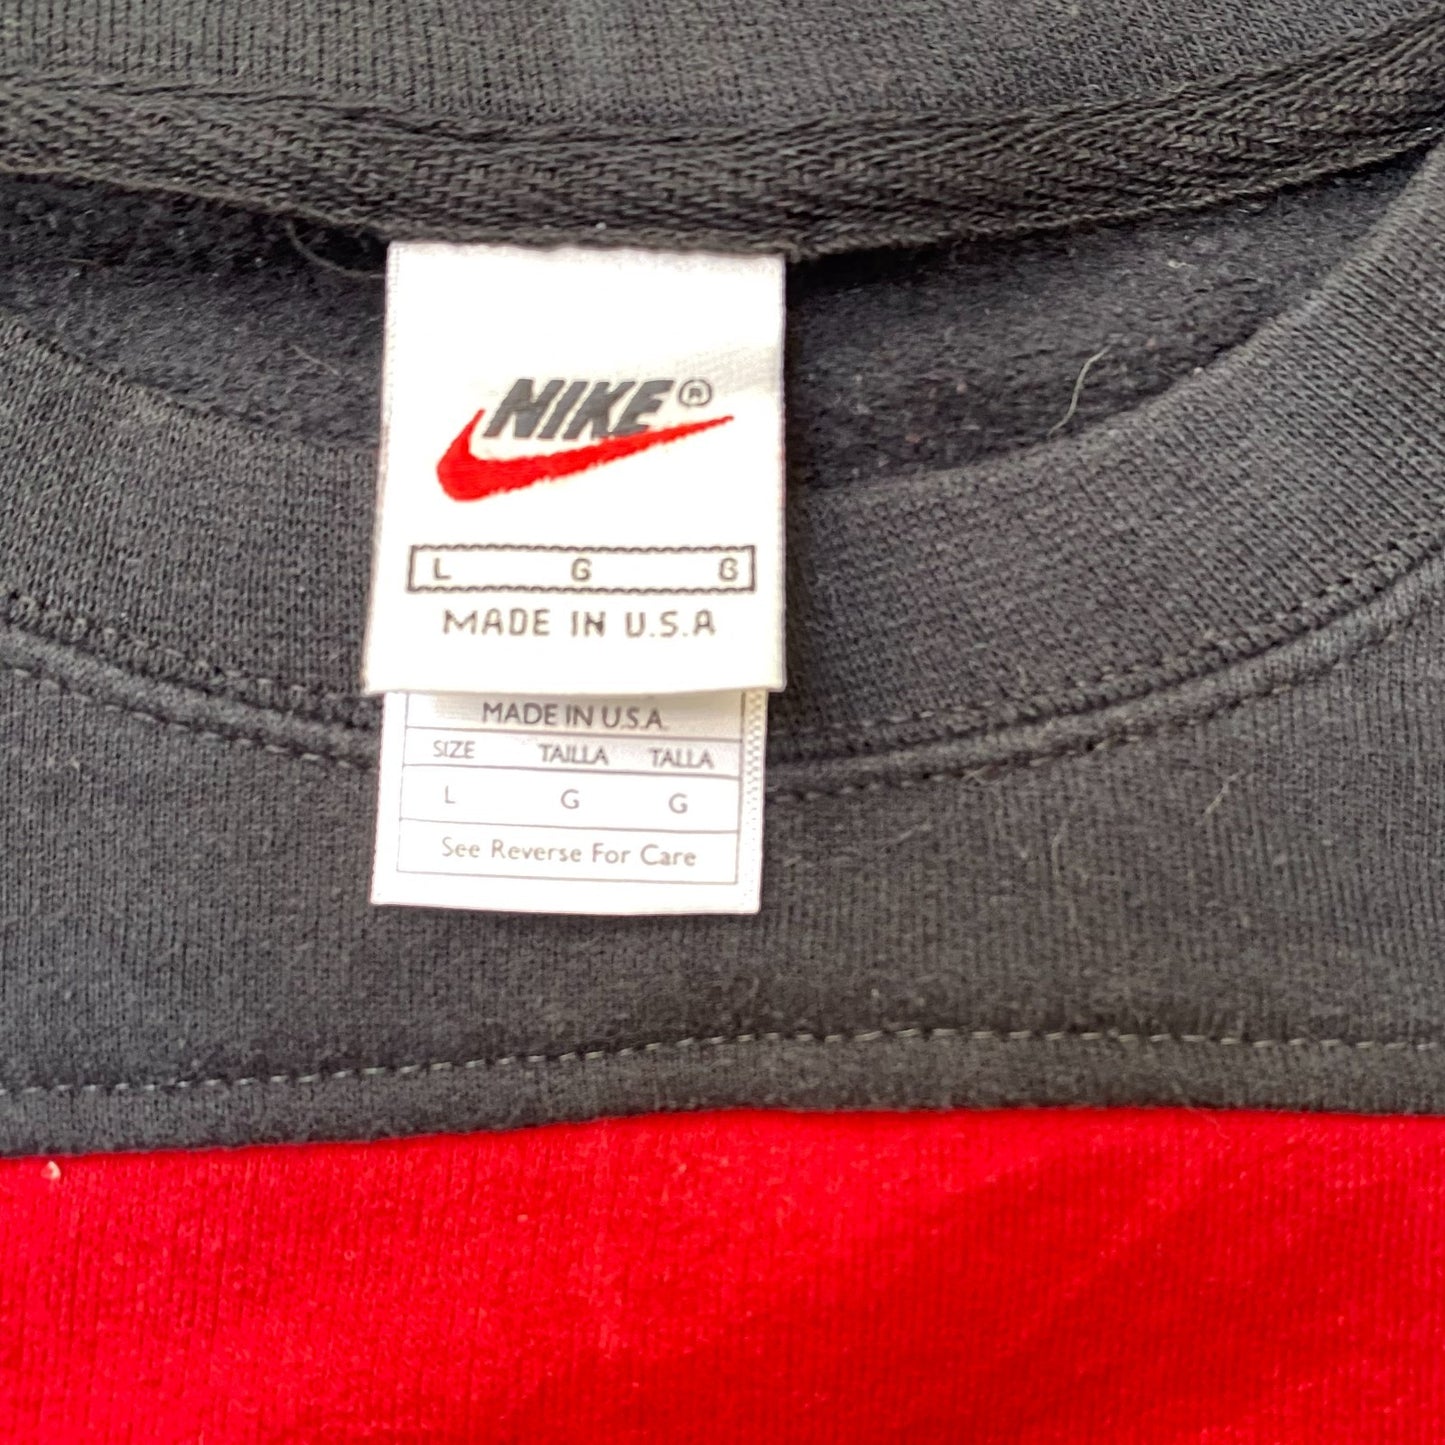 NIKE®
L G G
MADE IN U.S.A
MADE IN U.S.A.
SIZE TAILLA TALLA
L G G
See Reverse For Care